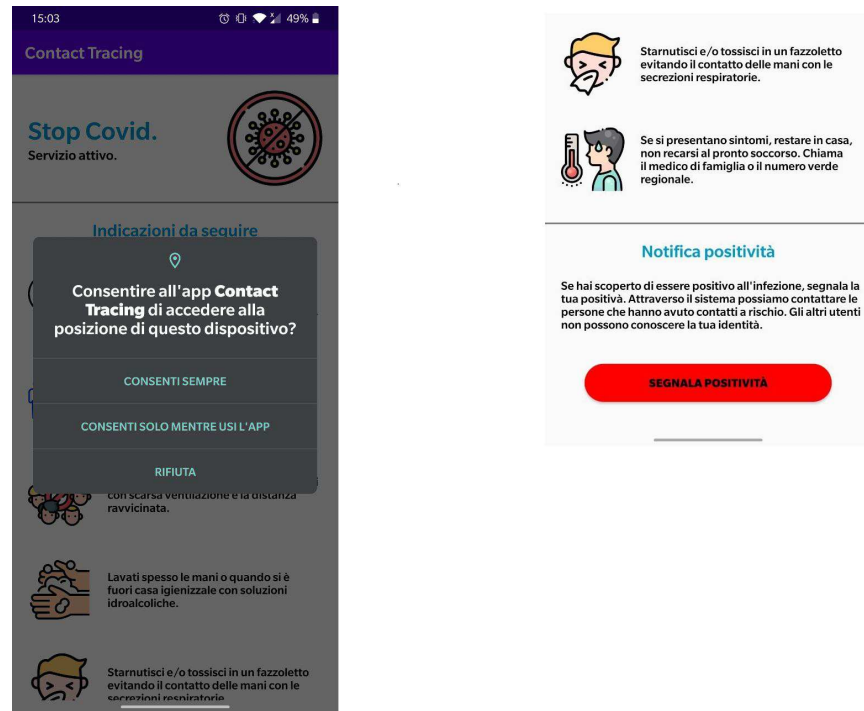 15:03
49%
Contact Tracing
Stop Covid.
Servizio attivo.
Indicazioni da seguire
Consentire all'app Contact
Tracing di accedere alla
posizione di questo dispositivo?
CONSENTI SEMPRE
CONSENTI SOLO MENTRE USI L'APP
RIFIUTA
con scarsa ventilazione e la distanza
ravvicinata.
Lavati spesso le mani o quando si è
fuori casa igienizzale con soluzioni
idroalcoliche.
Starnutisci e/o tossisci in un fazzoletto
evitando il contatto delle mani con le
secrezioni respiratorie
Starnutisci e/o tossisci in un fazzoletto
evitando il contatto delle mani con le
secrezioni respiratorie.
Se si presentano sintomi, restare in casa,
non recarsi al pronto soccorso. Chiama
il medico di famiglia o il numero verde
regionale.
Notifica positività
Se hai scoperto di essere positivo all'infezione, segnala la
tua positivà. Attraverso il sistema possiamo contattare le
persone che hanno avuto contatti a rischio. Gli altri utenti
non possono conoscere la tua identità.
SEGNALA POSITIVITÀ